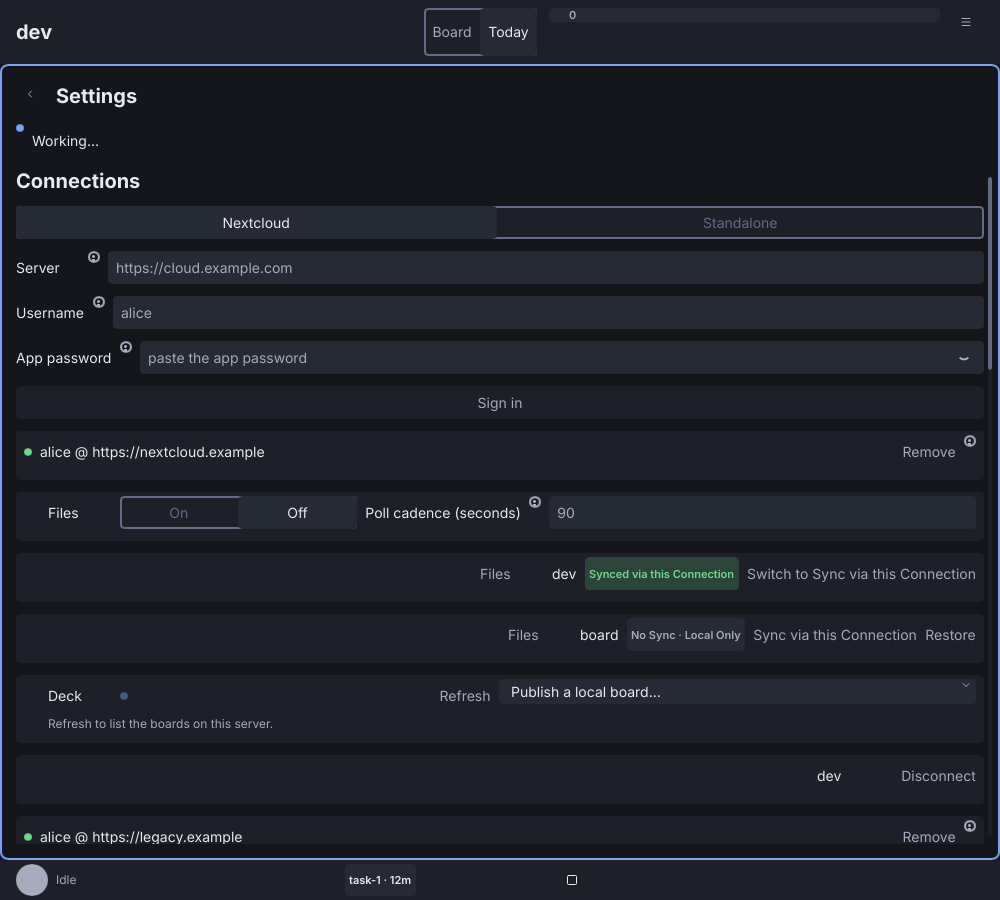 dev
Board Today 0
Settings
Working...
Connections
Nextcloud Standalone
Server https://cloud.example.com
Username alice
App password paste the app password
Sign in
alice @ https://nextcloud.example Remove
Files On Off Poll cadence (seconds) 90
Files dev Synced via this Connection Switch to Sync via this Connection
Files board No Sync · Local Only Sync via this Connection Restore
Deck Refresh Publish a local board...
Refresh to list the boards on this server.
dev Disconnect
alice @ https://legacy.example Remove
Idle task-1 · 12m